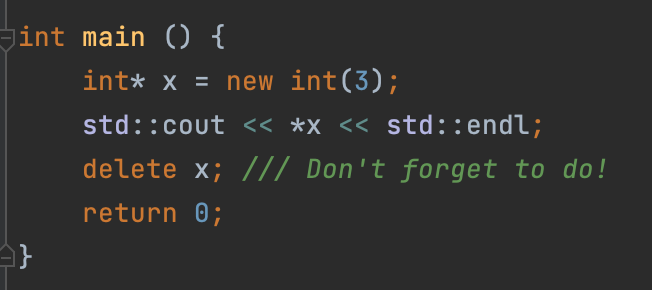 int main () {
    int* x = new int(3);
    std::cout << *x << std::endl;
    delete x; /// Don't forget to do!
    return 0;
}